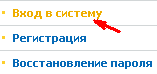 Вход в систему
Регистрация
Восстановление пароля